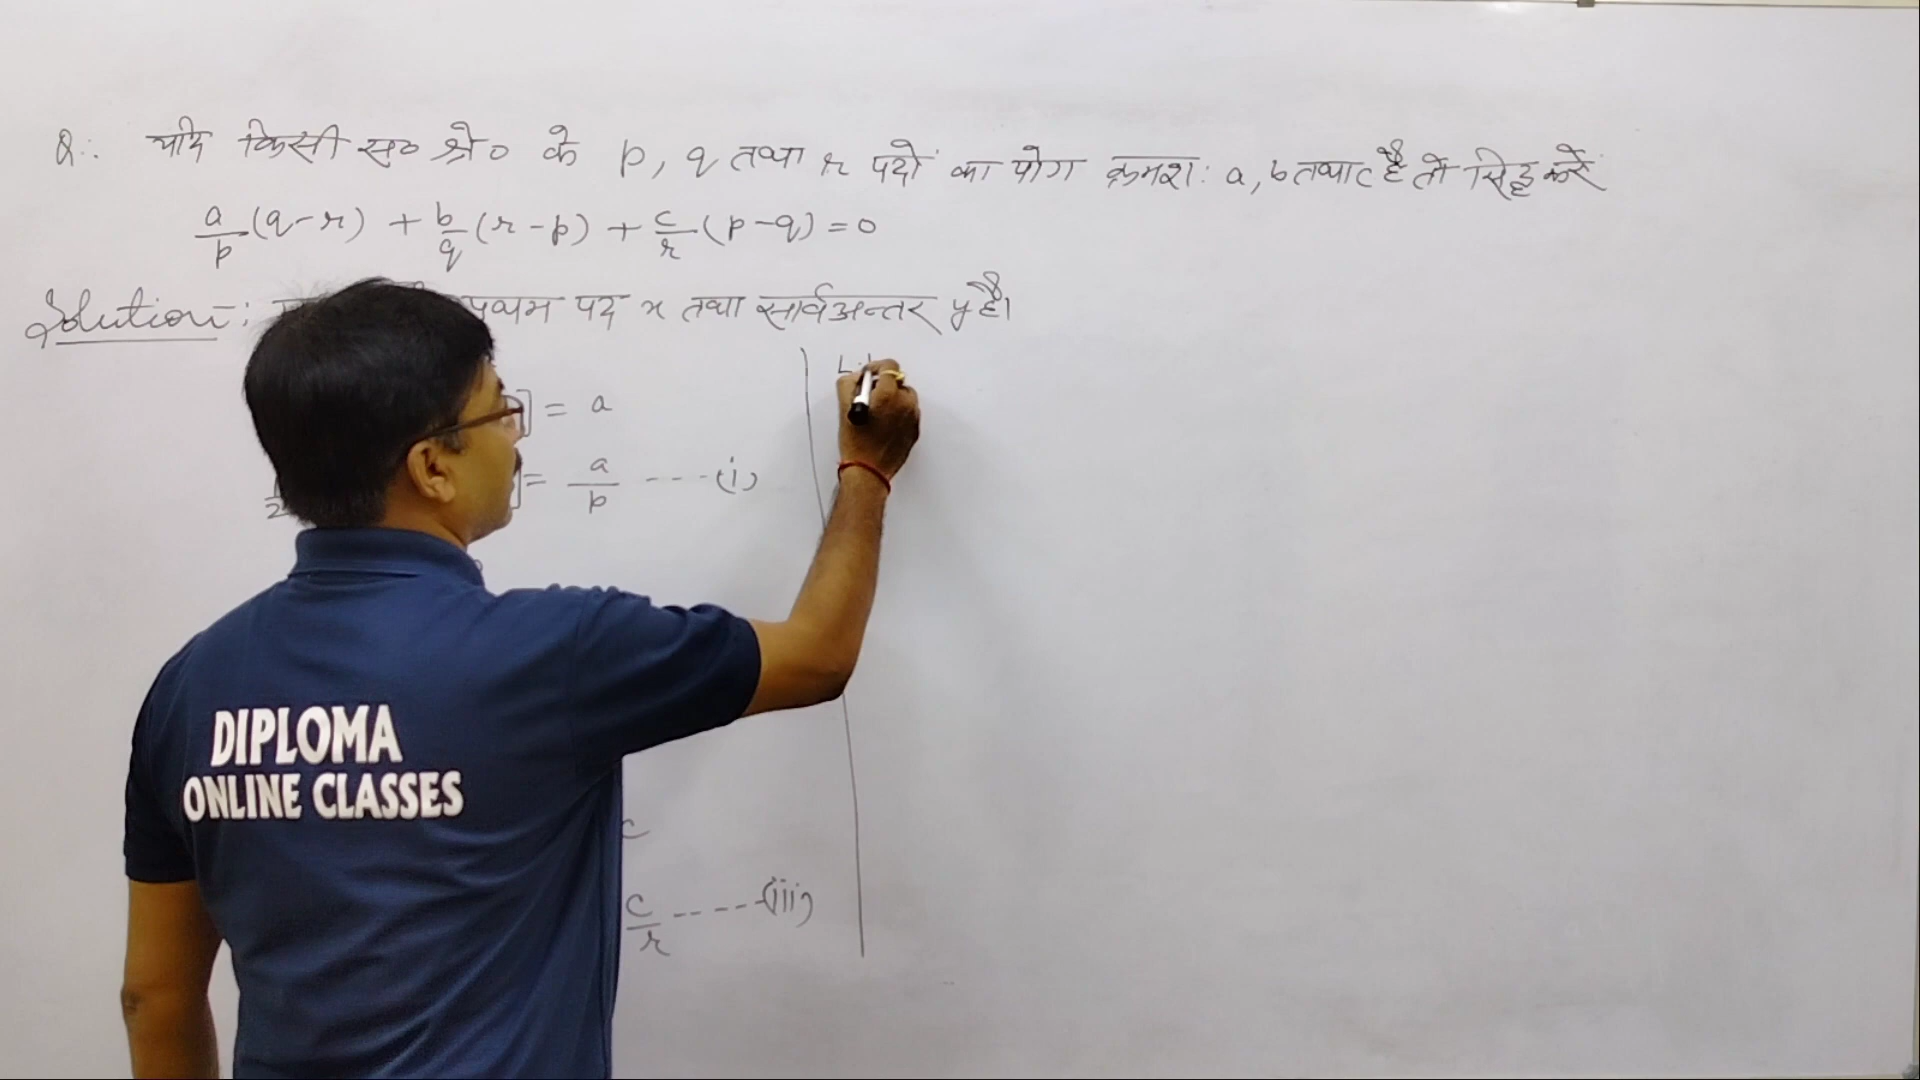 Q:. यदि किसी स० श्रे० के p, q तथा r पदों का योग क्रमश: a, b तथा c है तो सिद्ध करें
a/p (q-r) + b/q (r-p) + c/r (p-q) = 0
Solution :- प्रथम पद x तथा सार्वअन्तर y है।
] = a
2 ] = a/p ---(i)
c
c/r -----(iii)
L.
DIPLOMA
ONLINE CLASSES